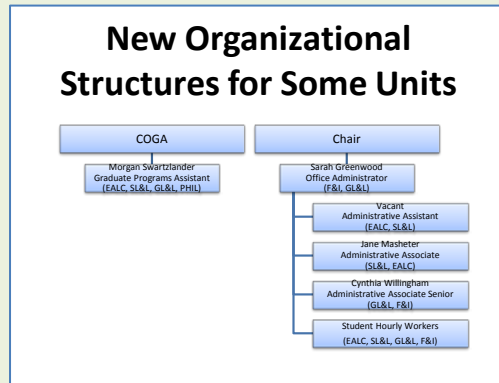 New Organizational
Structures for Some Units
COGA
Chair
Morgan Swartzlander
Graduate Programs Assistant
(EALC, SL&L, GL&L, PHIL)
Sarah Greenwood
Office Administrator
(F&I, GL&L)
Vacant
Administrative Assistant
(EALC, SL&L)
Jane Masheter
Administrative Associate
(SL&L, EALC)
Cynthia Willingham
Administrative Associate Senior
(GL&L, F&I)
Student Hourly Workers
(EALC, SL&L, GL&L, F&I)